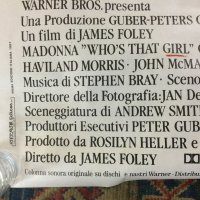 WARNER BROS. presenta
Una Produzione GUBER-PETERS
Un film di JAMES FOLEY
MADONNA "WHO'S THAT GIRL"
HAVILAND MORRIS · JOHN McMA
Musica di STEPHEN BRAY · Sceno
Direttore della Fotografia: JAN De
Sceneggiatura di ANDREW SMITH
Produttori Esecutivi PETER GUB
Prodotto da ROSILYN HELLER e
Diretto da JAMES FOLEY
Colonna sonora originale su dischi e nastri Warner - Distribu